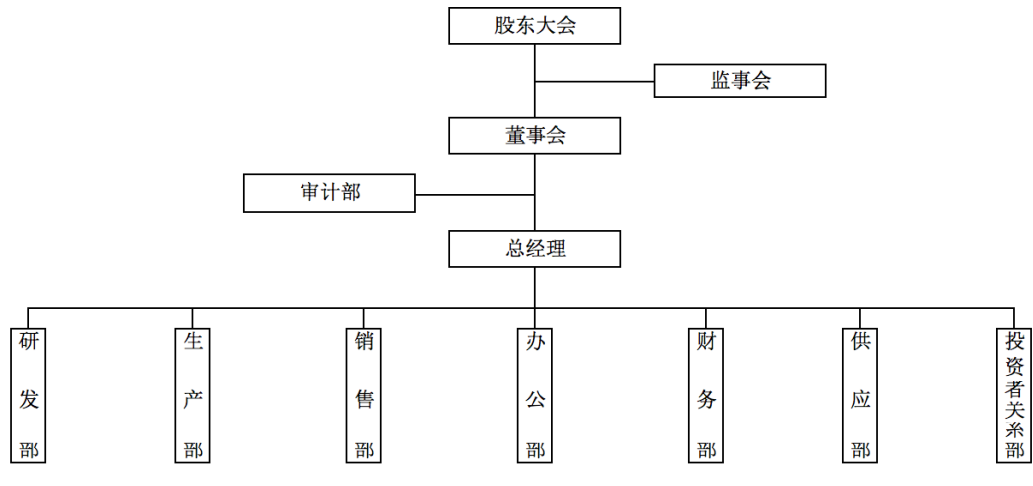 股东大会
监事会
董事会
审计部
总经理
研发部
生产部
销售部
办公部
财务部
供应部
投资者关系部